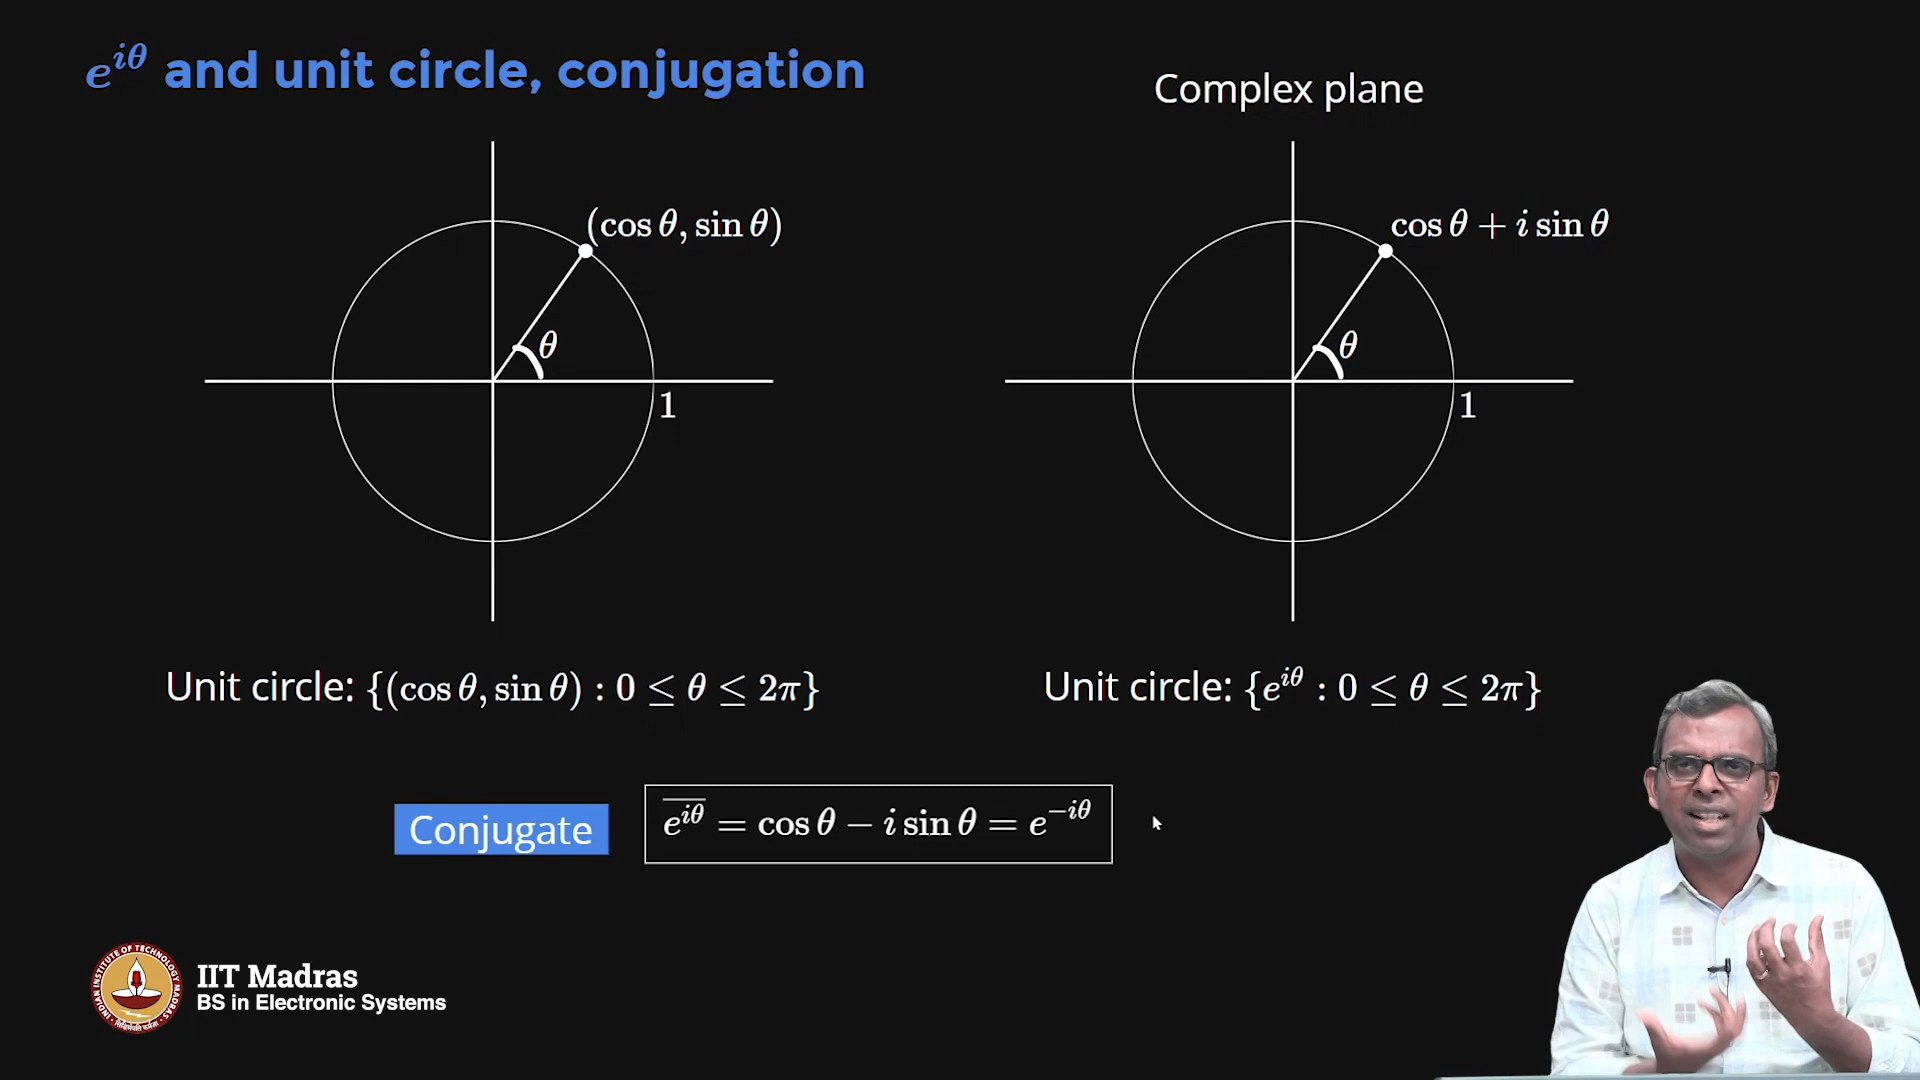 e^{iθ} and unit circle, conjugation
Complex plane
(cos θ, sin θ)
θ
1
cos θ + i sin θ
θ
1
Unit circle: {(cos θ, sin θ) : 0 ≤ θ ≤ 2π}
Unit circle: {e^{iθ} : 0 ≤ θ ≤ 2π}
Conjugate
\overline{e^{iθ}} = cos θ − i sin θ = e^{−iθ}
INDIAN INSTITUTE OF TECHNOLOGY MADRAS
IIT Madras
BS in Electronic Systems